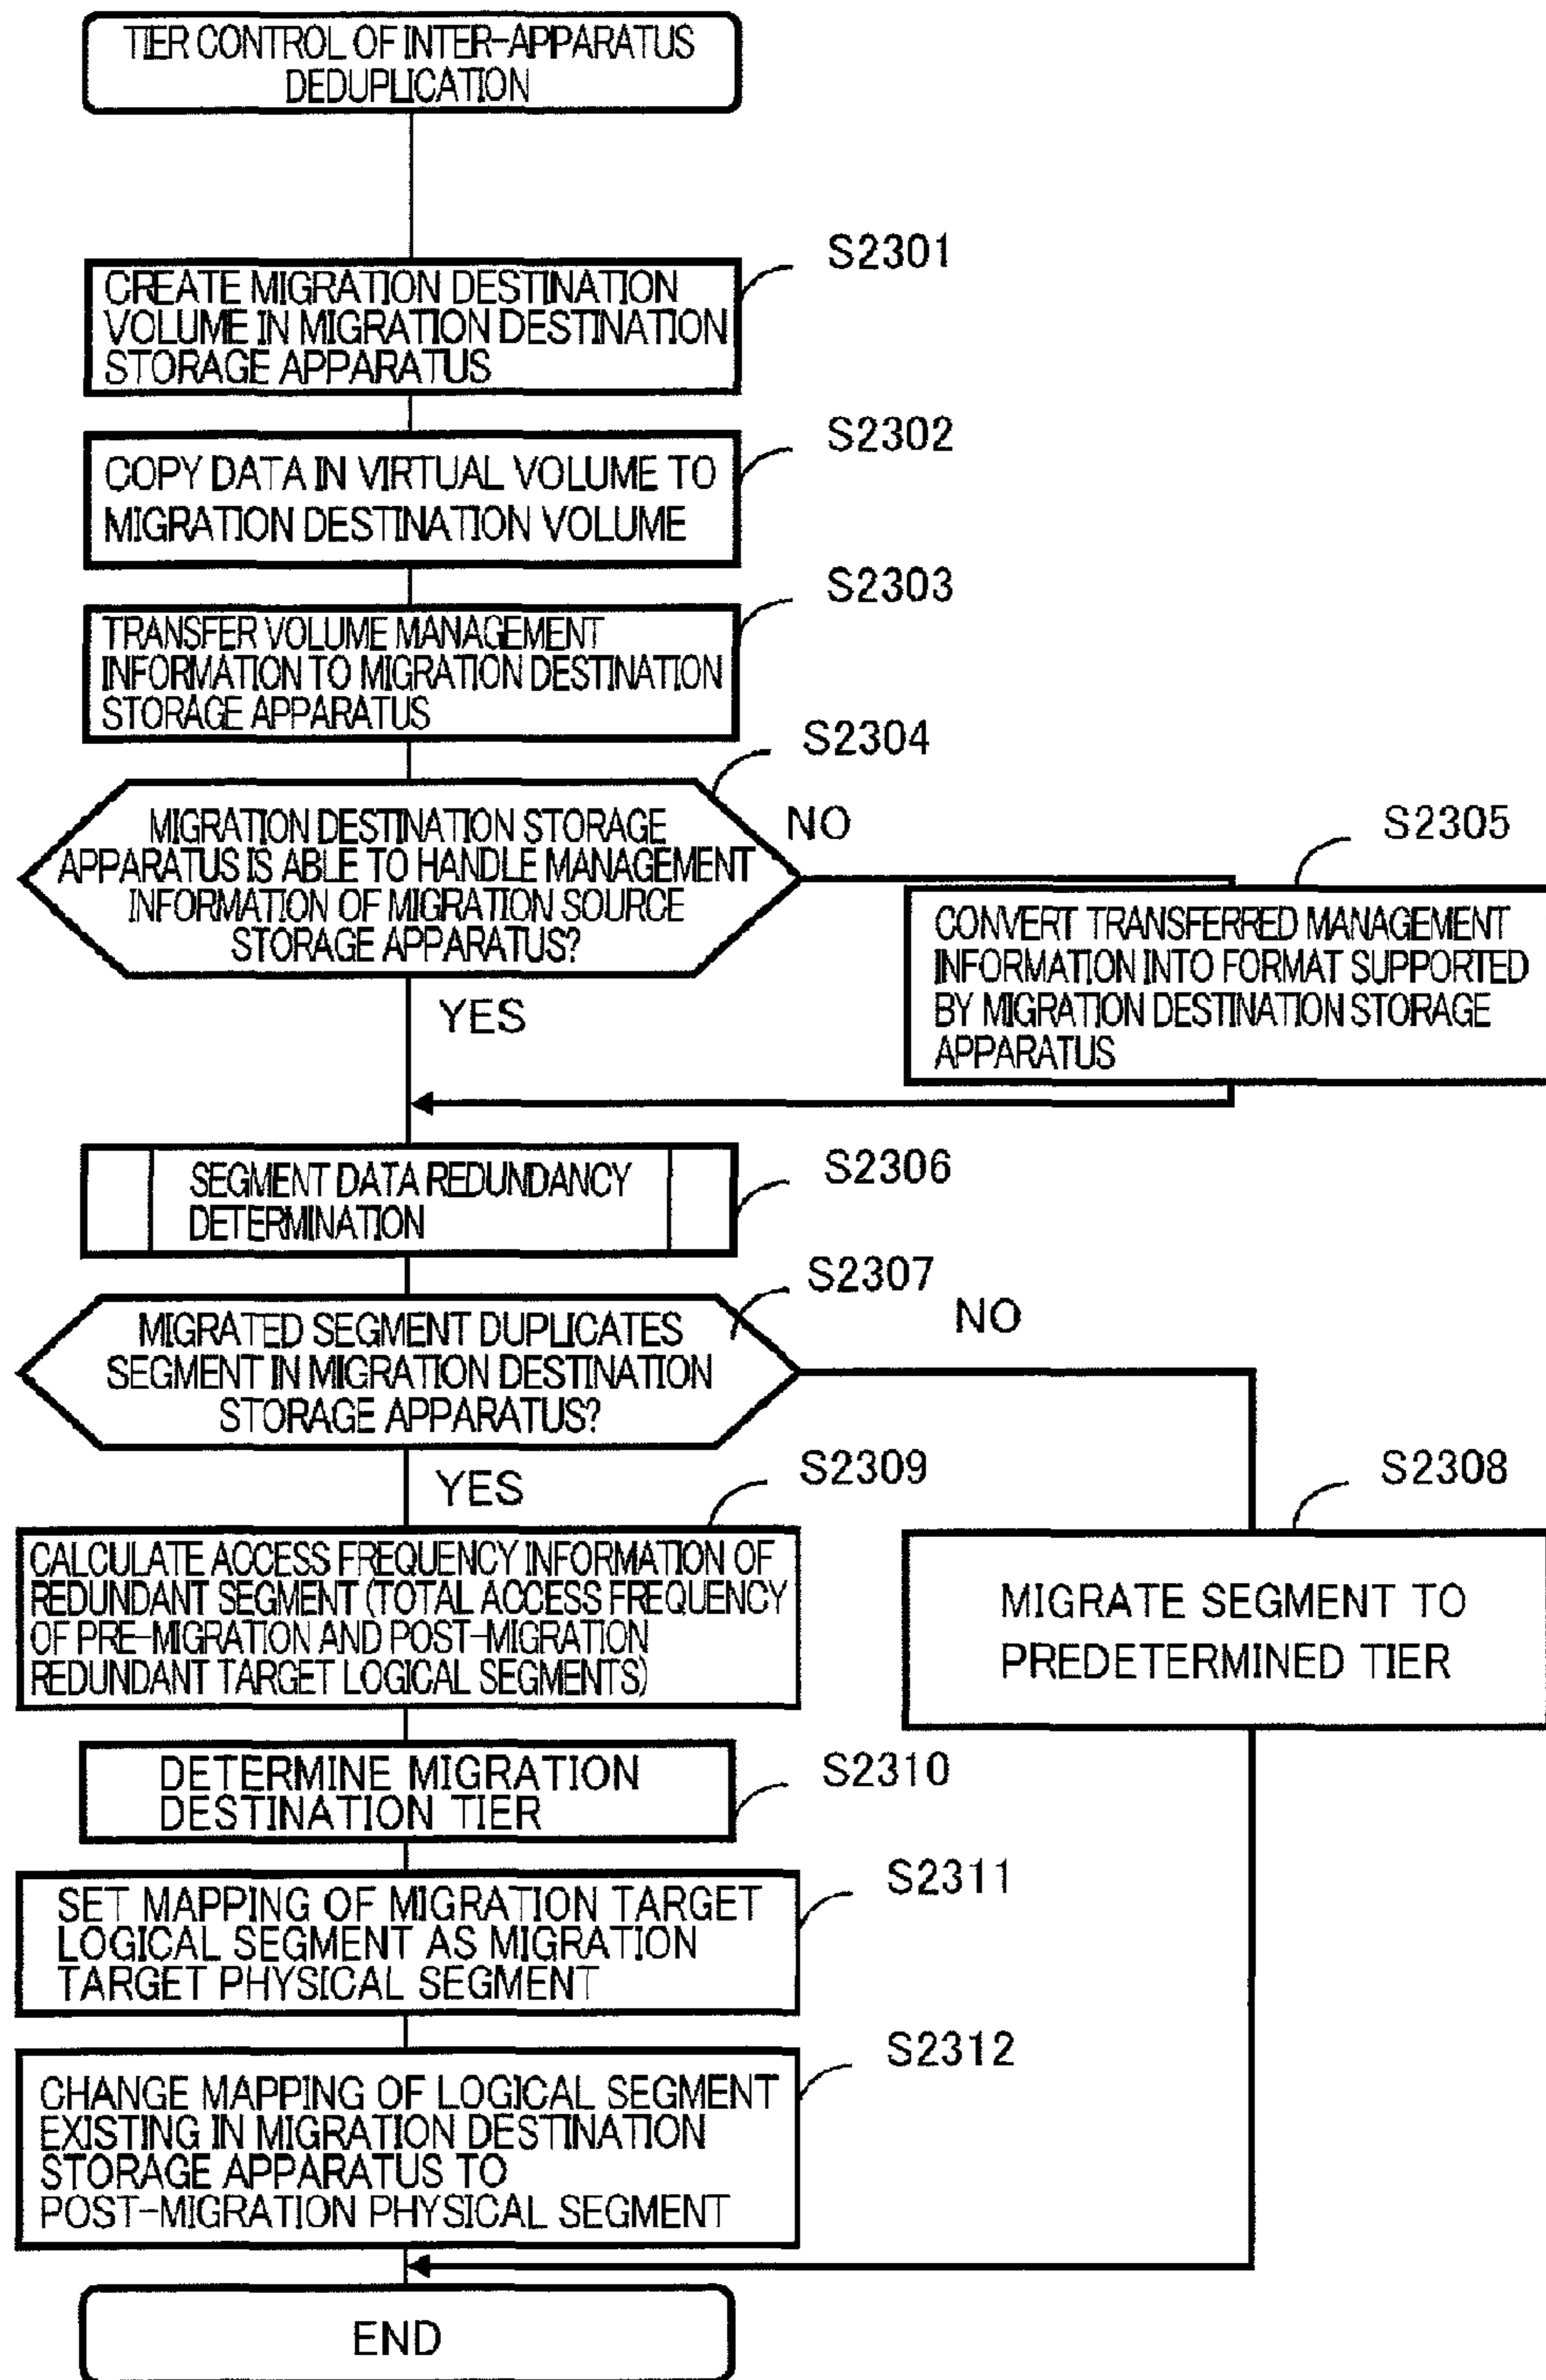 TIER CONTROL OF INTER-APPARATUS
DEDUPLICATION
S2301
CREATE MIGRATION DESTINATION
VOLUME IN MIGRATION DESTINATION
STORAGE APPARATUS
S2302
COPY DATA IN VIRTUAL VOLUME TO
MIGRATION DESTINATION VOLUME
S2303
TRANSFER VOLUME MANAGEMENT
INFORMATION TO MIGRATION DESTINATION
STORAGE APPARATUS
S2304
MIGRATION DESTINATION STORAGE
APPARATUS IS ABLE TO HANDLE MANAGEMENT
INFORMATION OF MIGRATION SOURCE
STORAGE APPARATUS?
NO
YES
S2305
CONVERT TRANSFERRED MANAGEMENT
INFORMATION INTO FORMAT SUPPORTED
BY MIGRATION DESTINATION STORAGE
APPARATUS
S2306
SEGMENT DATA REDUNDANCY
DETERMINATION
S2307
MIGRATED SEGMENT DUPLICATES
SEGMENT IN MIGRATION DESTINATION
STORAGE APPARATUS?
NO
YES
S2308
MIGRATE SEGMENT TO
PREDETERMINED TIER
S2309
CALCULATE ACCESS FREQUENCY INFORMATION OF
REDUNDANT SEGMENT (TOTAL ACCESS FREQUENCY
OF PRE-MIGRATION AND POST-MIGRATION
REDUNDANT TARGET LOGICAL SEGMENTS)
S2310
DETERMINE MIGRATION
DESTINATION TIER
S2311
SET MAPPING OF MIGRATION TARGET
LOGICAL SEGMENT AS MIGRATION
TARGET PHYSICAL SEGMENT
S2312
CHANGE MAPPING OF LOGICAL SEGMENT
EXISTING IN MIGRATION DESTINATION
STORAGE APPARATUS TO
POST-MIGRATION PHYSICAL SEGMENT
END